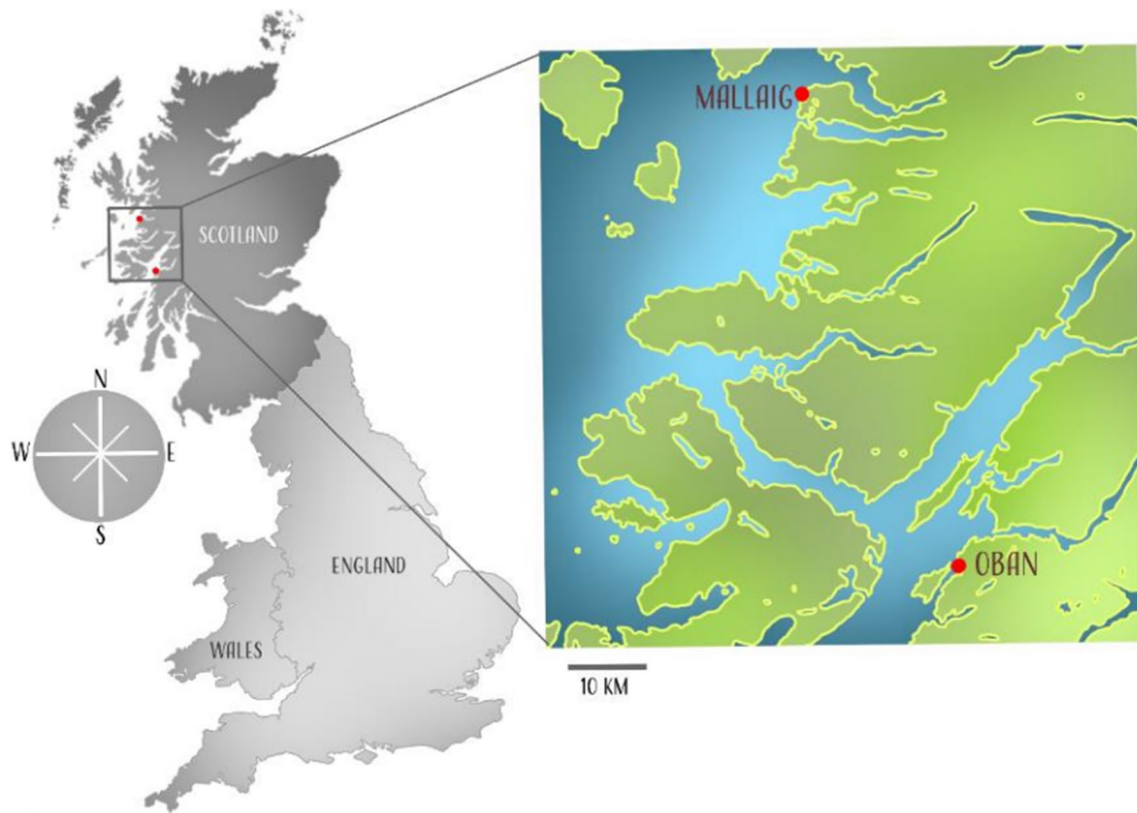 MALLAIG
SCOTLAND
N
W
E
S
ENGLAND
OBAN
WALES
10 KM